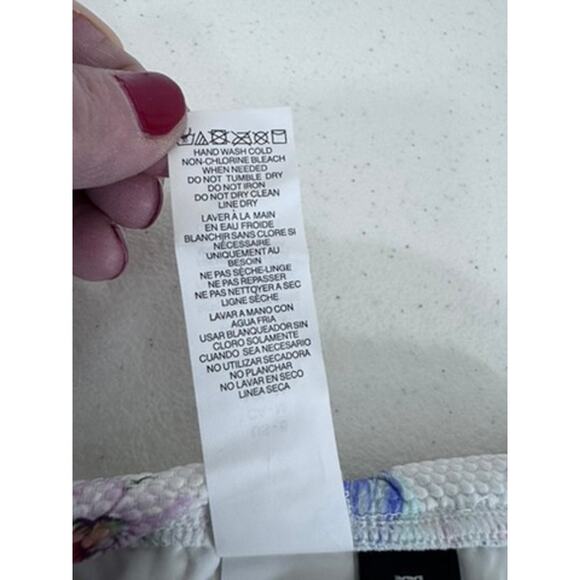 HAND WASH COLD
NON-CHLORINE BLEACH
WHEN NEEDED
DO NOT TUMBLE DRY
DO NOT IRON
DO NOT DRY CLEAN
LINE DRY
LAVER À LA MAIN
EN EAU FROIDE
BLANCHIR SANS CLORE SI
NÉCESSAIRE
UNIQUEMENT AU
BESOIN
NE PAS SÈCHE-LINGE
NE PAS REPASSER
NE PAS NETTOYER A SEC
LIGNE SÈCHE
LAVAR A MANO CON
AGUA FRIA
USAR BLANQUEADOR SIN
CLORO SOLAMENTE
CUANDO SEA NECESARIO
NO UTILIZAR SECADORA
NO PLANCHAR
NO LAVAR EN SECO
LINEA SECA